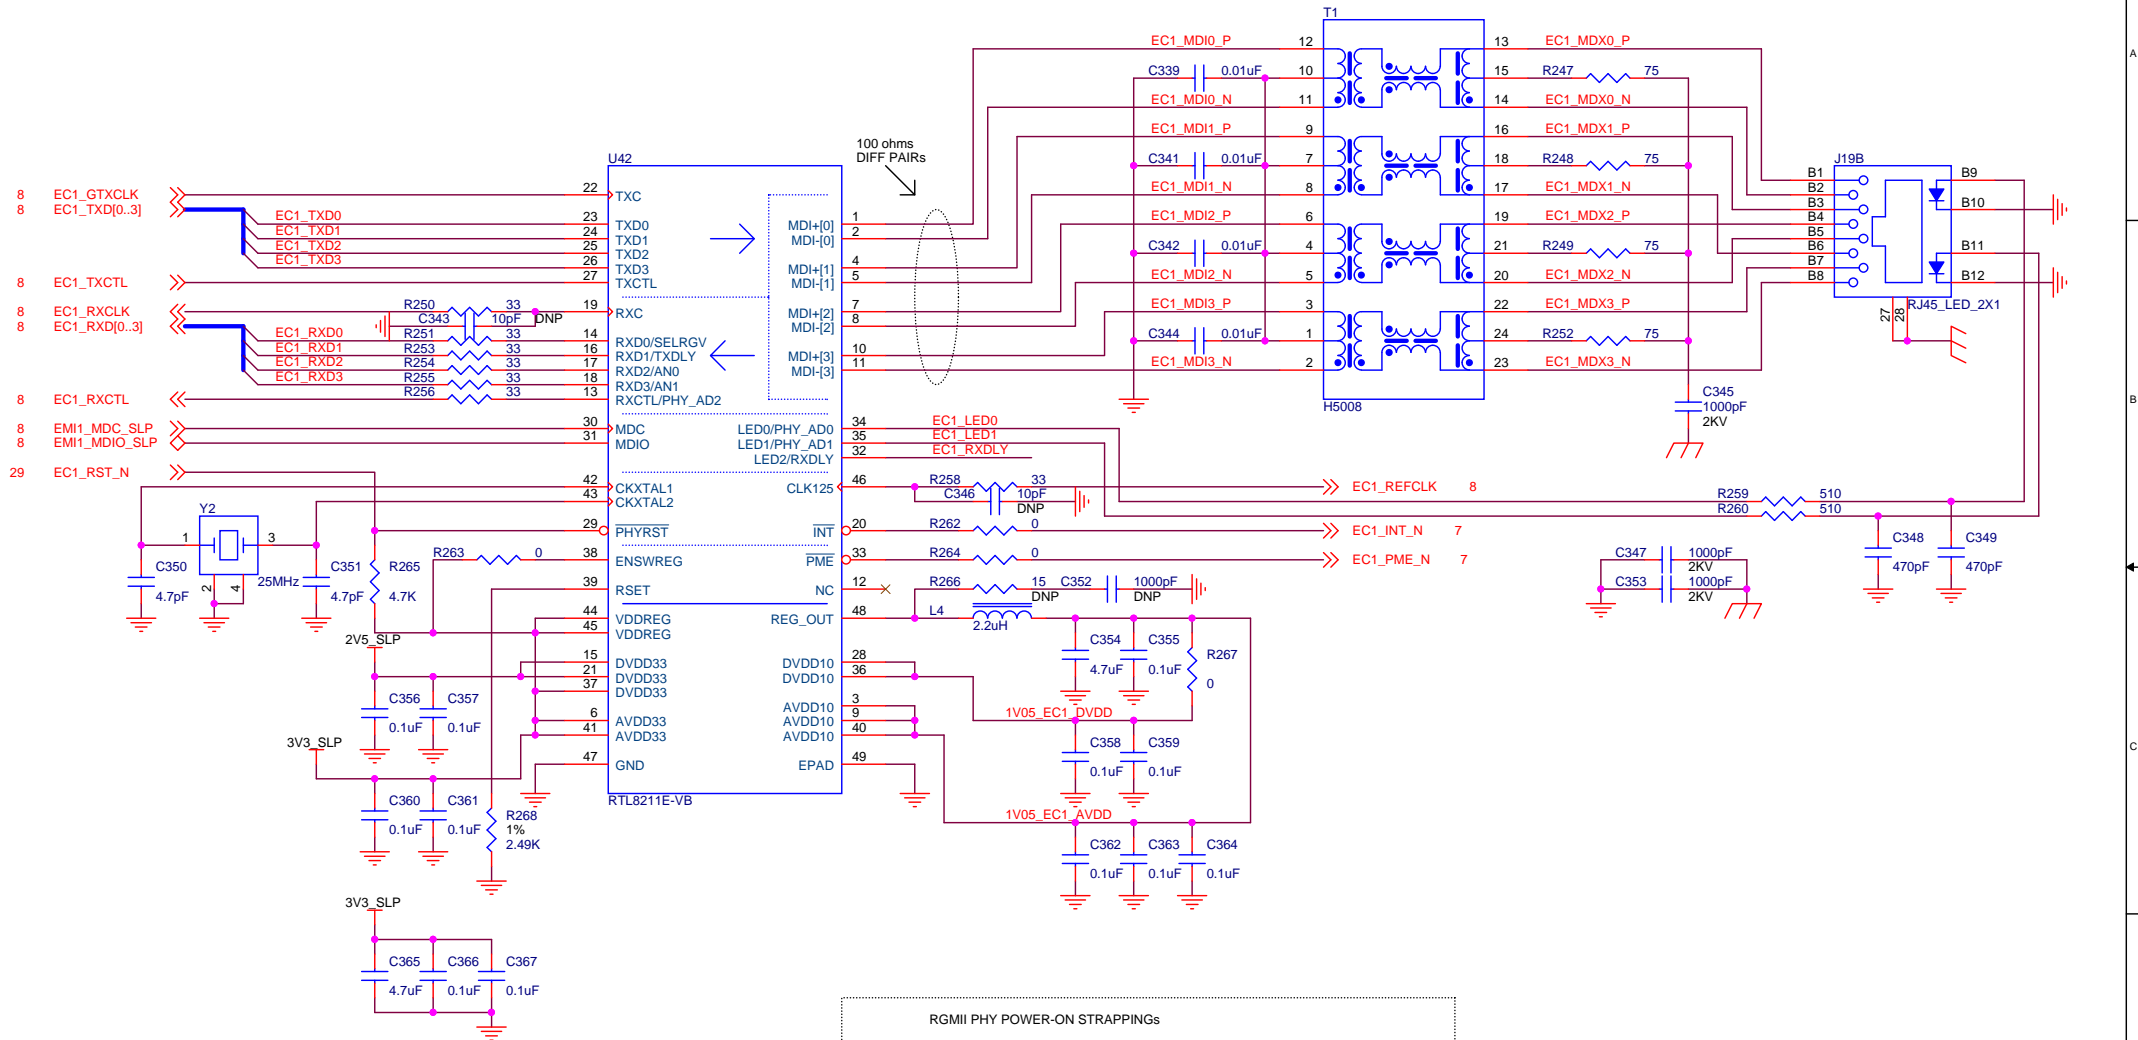 T1
A
EC1_MDI0_P 12 13 EC1_MDX0_P
C339 0.01uF 10 15 R247 75
EC1_MDI0_N 11 14 EC1_MDX0_N
EC1_MDI1_P 9 16 EC1_MDX1_P
100 ohms
DIFF PAIRs
C341 0.01uF 7 18 R248 75
EC1_MDI1_N 8 17 EC1_MDX1_N
EC1_MDI2_P 6 19 EC1_MDX2_P
C342 0.01uF 4 21 R249 75
EC1_MDI2_N 5 20 EC1_MDX2_N
EC1_MDI3_P 3 22 EC1_MDX3_P
C344 0.01uF 1 24 R252 75
EC1_MDI3_N 2 23 EC1_MDX3_N
H5008
C345
1000pF
2KV
B
J19B
B1 B9
B2
B3 B10
B4
B5
B6 B11
B7
B8 B12
RJ45_LED_2X1
27
28
U42
8 EC1_GTXCLK 22 TXC
8 EC1_TXD[0..3]
EC1_TXD0 23 TXD0 MDI+[0] 1
EC1_TXD1 24 TXD1 MDI-[0] 2
EC1_TXD2 25 TXD2
EC1_TXD3 26 TXD3 MDI+[1] 4
8 EC1_TXCTL 27 TXCTL MDI-[1] 5
8 EC1_RXCLK R250 33 19 RXC MDI+[2] 7
C343 10pF DNP
8 EC1_RXD[0..3] MDI-[2] 8
EC1_RXD0 R251 33 14 RXD0/SELRGV
EC1_RXD1 R253 33 16 RXD1/TXDLY MDI+[3] 10
EC1_RXD2 R254 33 17 RXD2/AN0 MDI-[3] 11
EC1_RXD3 R255 33 18 RXD3/AN1
8 EC1_RXCTL R256 33 13 RXCTL/PHY_AD2
8 EMI1_MDC_SLP 30 MDC LED0/PHY_AD0 34 EC1_LED0
8 EMI1_MDIO_SLP 31 MDIO LED1/PHY_AD1 35 EC1_LED1
LED2/RXDLY 32 EC1_RXDLY
29 EC1_RST_N
42 CKXTAL1 CLK125 46 R258 33 EC1_REFCLK 8
43 CKXTAL2 C346 10pF
DNP
R259 510
R260 510
29 PHYRST INT 20 R262 0 EC1_INT_N 7
R263 0 38 ENSWREG PME 33 R264 0 EC1_PME_N 7
39 RSET NC 12 R266 15 C352 1000pF
DNP DNP
Y2
1 3
2
4
25MHz
C350
4.7pF
C351
4.7pF
R265
4.7K
C347 1000pF
2KV
C353 1000pF
2KV
C348
470pF
C349
470pF
44 VDDREG REG_OUT 48 L4
2.2uH
45 VDDREG
2V5_SLP
C354
4.7uF
C355
0.1uF
R267
0
15 DVDD33 DVDD10 28
21 DVDD33 DVDD10 36
37 DVDD33
AVDD10 3
6 AVDD33 AVDD10 9
41 AVDD33 AVDD10 40
47 GND EPAD 49
RTL8211E-VB
C356
0.1uF
C357
0.1uF
1V05_EC1_DVDD
C358
0.1uF
C359
0.1uF
C
3V3_SLP
C360
0.1uF
C361
0.1uF
R268
1%
2.49K
1V05_EC1_AVDD
C362
0.1uF
C363
0.1uF
C364
0.1uF
3V3_SLP
C365
4.7uF
C366
0.1uF
C367
0.1uF
RGMII PHY POWER-ON STRAPPINGs